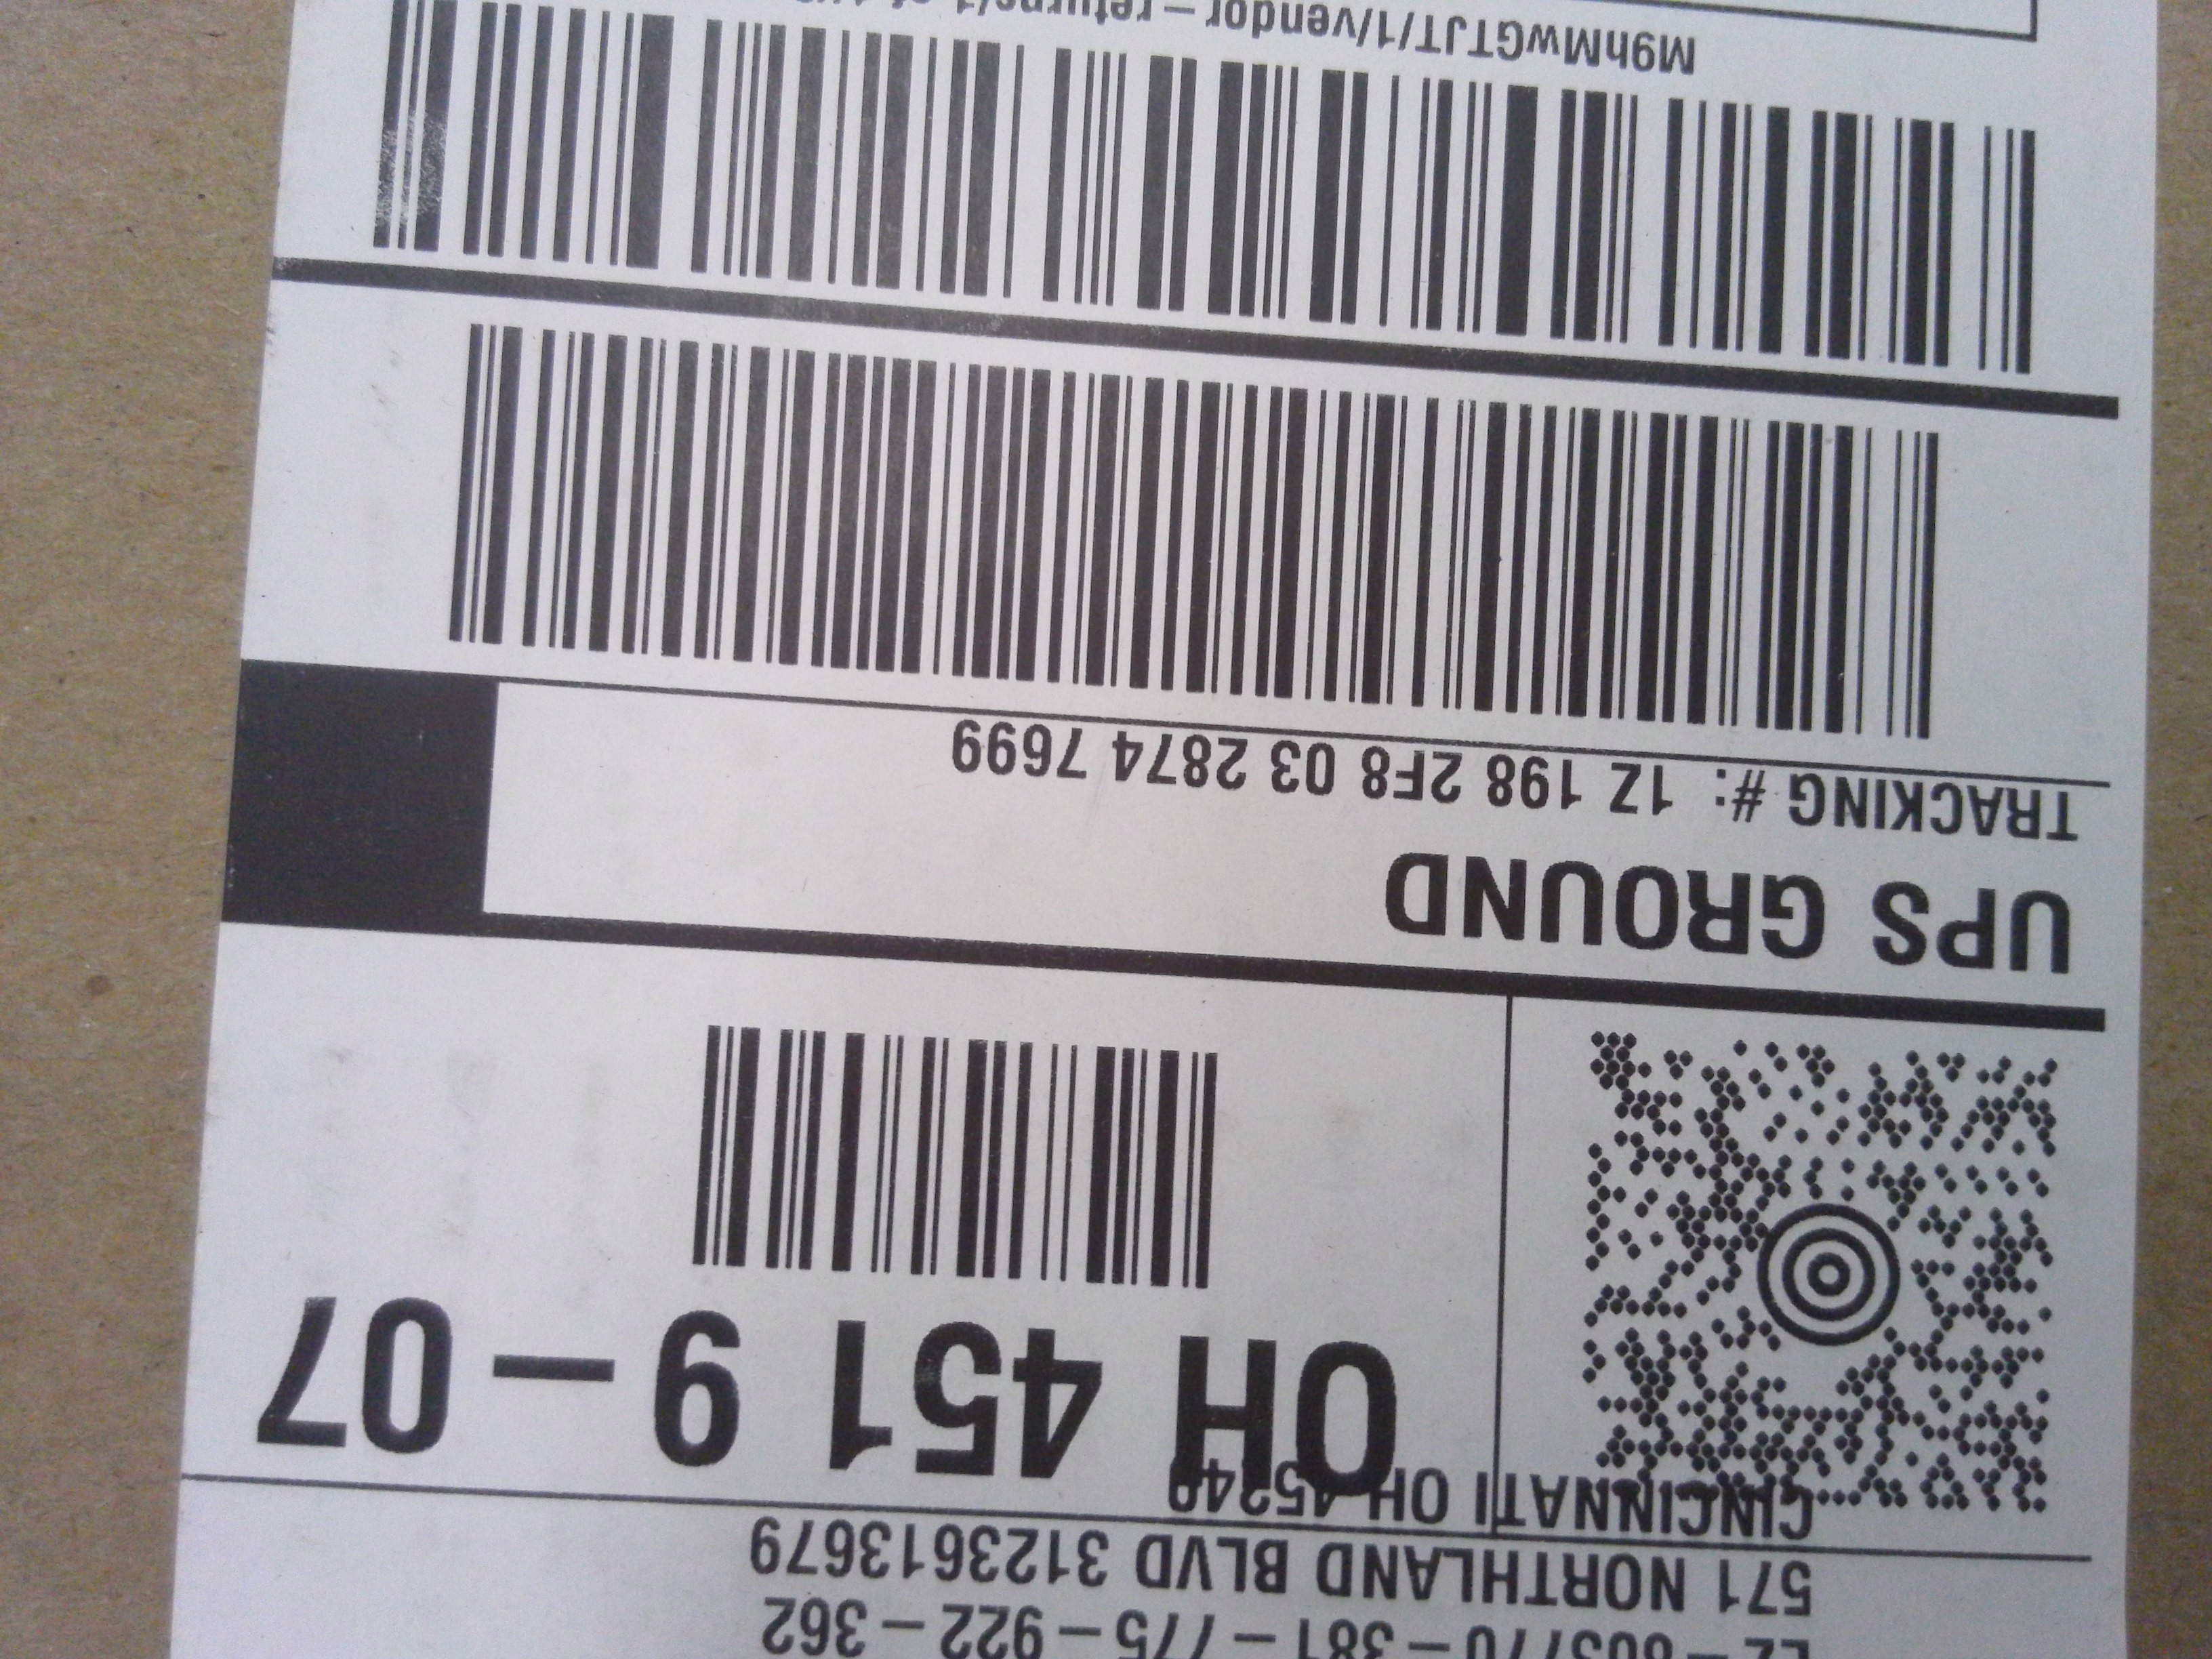 – 381 – 775 – 922 – 362
571 NORTHLAND BLVD 3123613679
CINCINNATI OH 45240
OH 451 9 – 07
UPS GROUND
TRACKING #: 1Z 198 2F8 03 2874 7699
M9hMwGTJT/1/vendor – returns/1 of 1